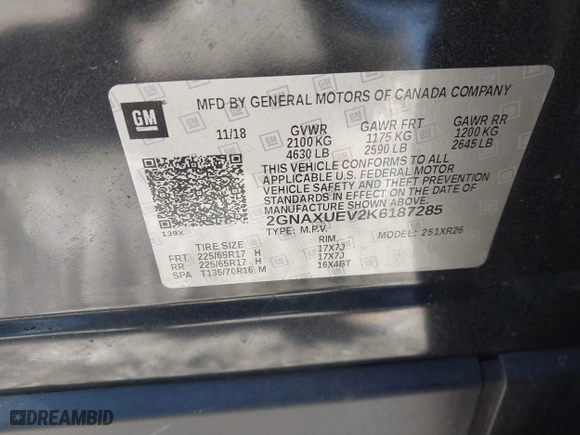 MFD BY GENERAL MOTORS OF CANADA COMPANY
GM
11/18 GVWR GAWR FRT GAWR RR
2100 KG 1175 KG 1200 KG
4630 LB 2590 LB 2645 LB
THIS VEHICLE CONFORMS TO ALL
APPLICABLE U.S. FEDERAL MOTOR
VEHICLE SAFETY AND THEFT PREVENTION
STANDARDS IN EFFECT ON THE DATE OF
MANUFACTURE SHOWN ABOVE.
2GNAXUEV2K6187285
139X
TYPE: M.P.V. MODEL: 251XR26
TIRE SIZE RIM
FRT 225/65R17 H 17X7J
RR 225/65R17 H 17X7J
SPA T135/70R16 M 16X4BT
DREAMBID